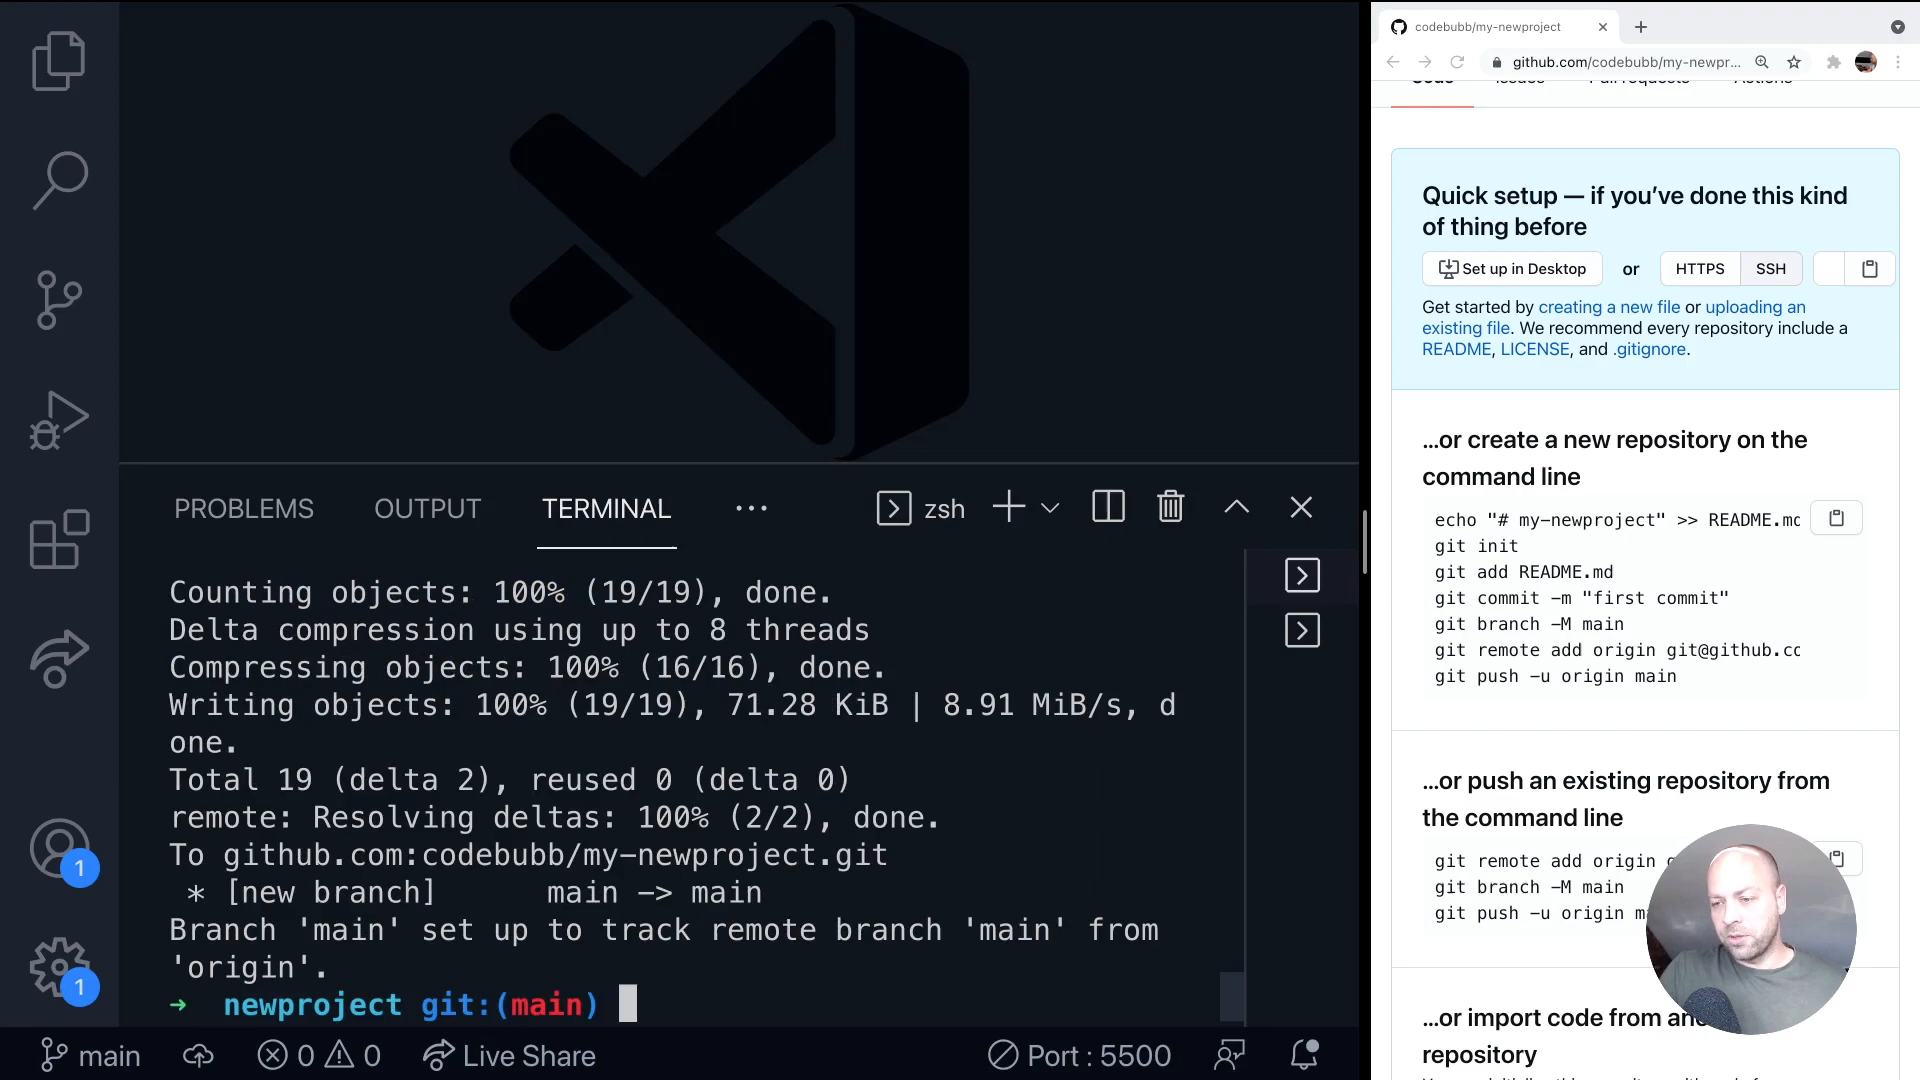 PROBLEMS
OUTPUT
TERMINAL
zsh
Counting objects: 100% (19/19), done.
Delta compression using up to 8 threads
Compressing objects: 100% (16/16), done.
Writing objects: 100% (19/19), 71.28 KiB | 8.91 MiB/s, d
one.
Total 19 (delta 2), reused 0 (delta 0)
remote: Resolving deltas: 100% (2/2), done.
To github.com:codebubb/my-newproject.git
* [new branch]      main -> main
Branch 'main' set up to track remote branch 'main' from
'origin'.
➜  newproject git:(main)
1
1
main
0
0
Live Share
Port : 5500
codebubb/my-newproject
github.com/codebubb/my-newpr...
Code Issues Pull requests Actions
Quick setup — if you’ve done this kind
of thing before
Set up in Desktop
or
HTTPS
SSH
Get started by creating a new file or uploading an
existing file. We recommend every repository include a
README, LICENSE, and .gitignore.
…or create a new repository on the
command line
echo "# my-newproject" >> README.md
git init
git add README.md
git commit -m "first commit"
git branch -M main
git remote add origin git@github.co
git push -u origin main
…or push an existing repository from
the command line
git remote add origin
git branch -M main
git push -u origin
…or import code from
repository